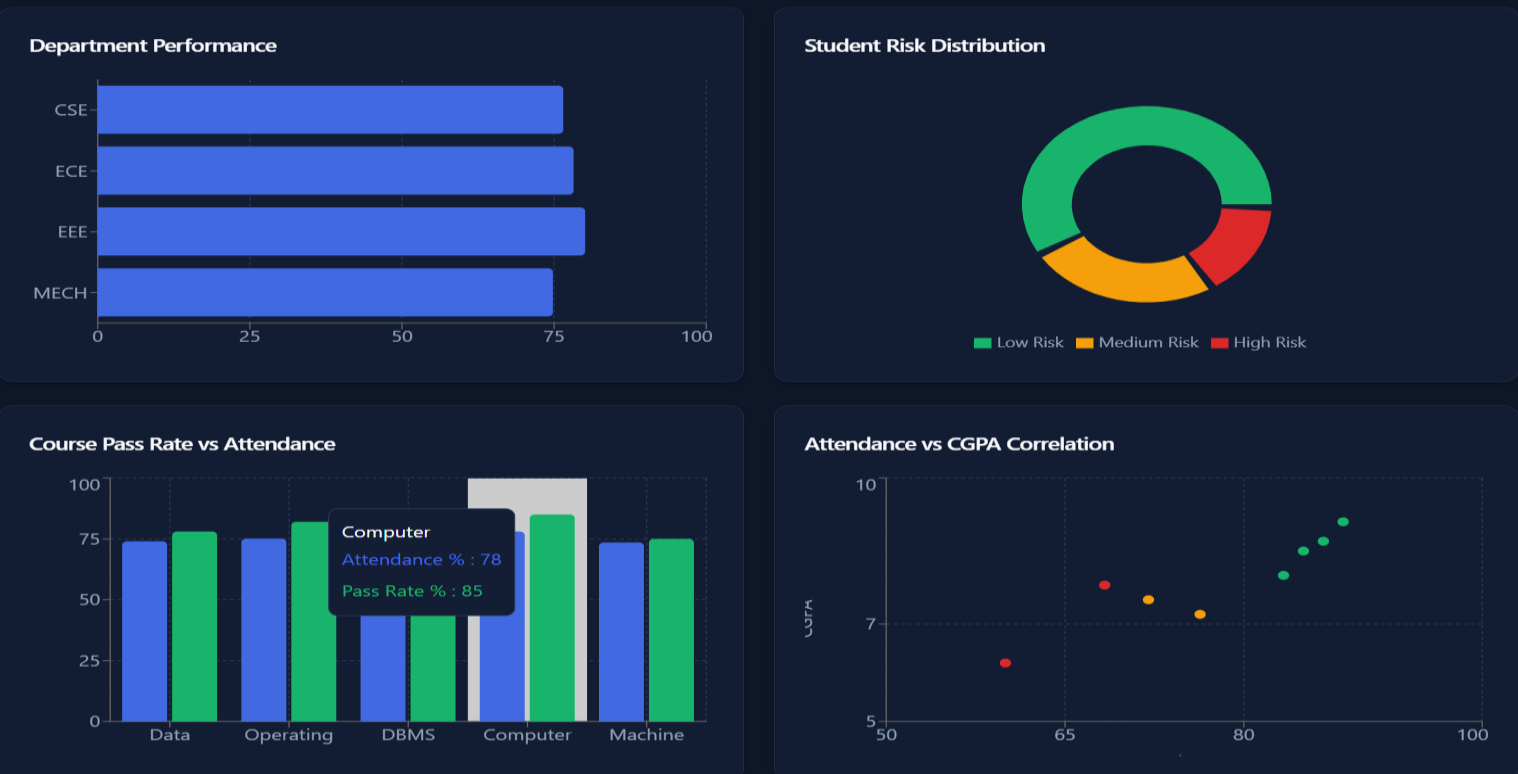 Department Performance
CSE
ECE
EEE
MECH
0 25 50 75 100
Student Risk Distribution
Low Risk Medium Risk High Risk
Course Pass Rate vs Attendance
100
75
50
25
0
Computer
Attendance % : 78
Pass Rate % : 85
Data Operating DBMS Computer Machine
Attendance vs CGPA Correlation
10
7
5
CGPA
50 65 80 100